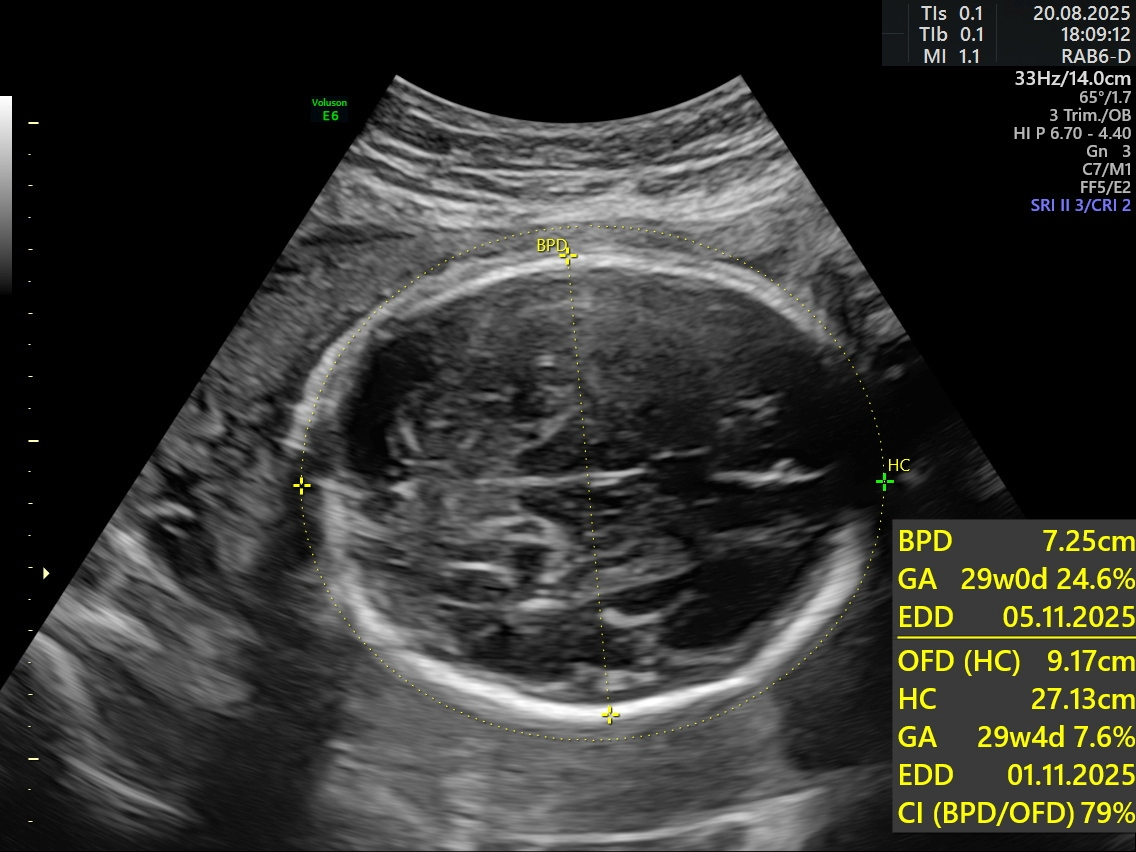 TIs 0.1 20.08.2025
TIb 0.1 18:09:12
MI 1.1 RAB6-D
33Hz/14.0cm
65°/1.7
3 Trim./OB
HI P 6.70 - 4.40
Gn 3
C7/M1
FF5/E2
SRI II 3/CRI 2
Voluson
E6
BPD
HC
BPD 7.25cm
GA 29w0d 24.6%
EDD 05.11.2025
OFD (HC) 9.17cm
HC 27.13cm
GA 29w4d 7.6%
EDD 01.11.2025
CI (BPD/OFD) 79%